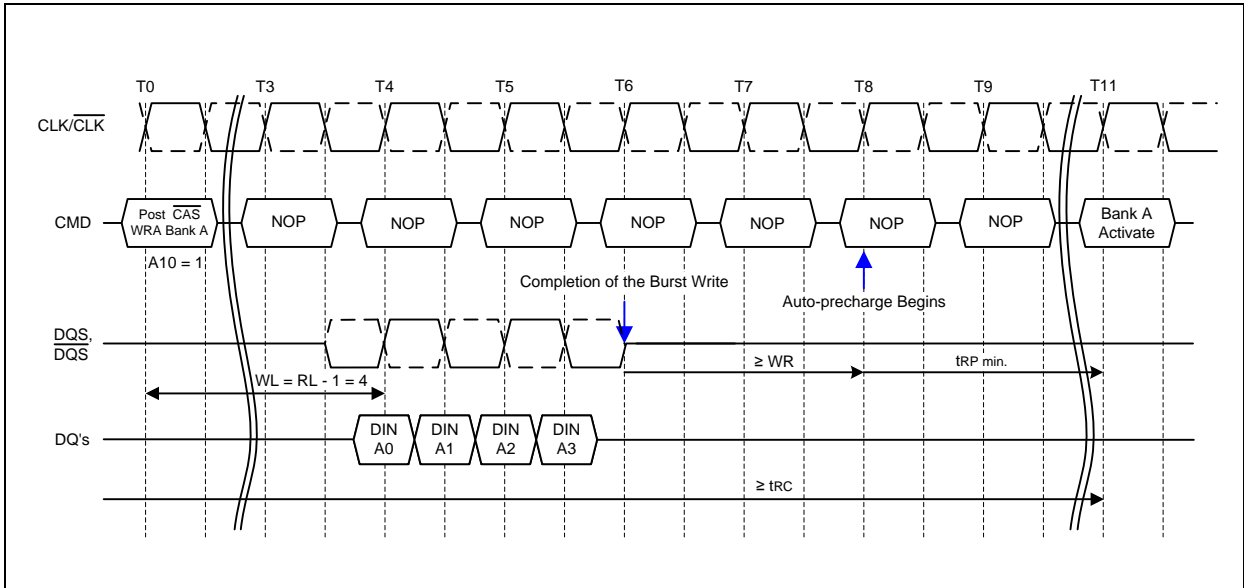 T0 T3 T4 T5 T6 T7 T8 T9 T11
CLK/CLK
CMD
Post CAS
WRA Bank A
NOP NOP NOP NOP NOP NOP NOP
Bank A
Activate
A10 = 1
Completion of the Burst Write
Auto-precharge Begins
DQS,
DQS
≥ WR
tRP min.
WL = RL - 1 = 4
DQ's
DIN
A0
DIN
A1
DIN
A2
DIN
A3
≥ tRC